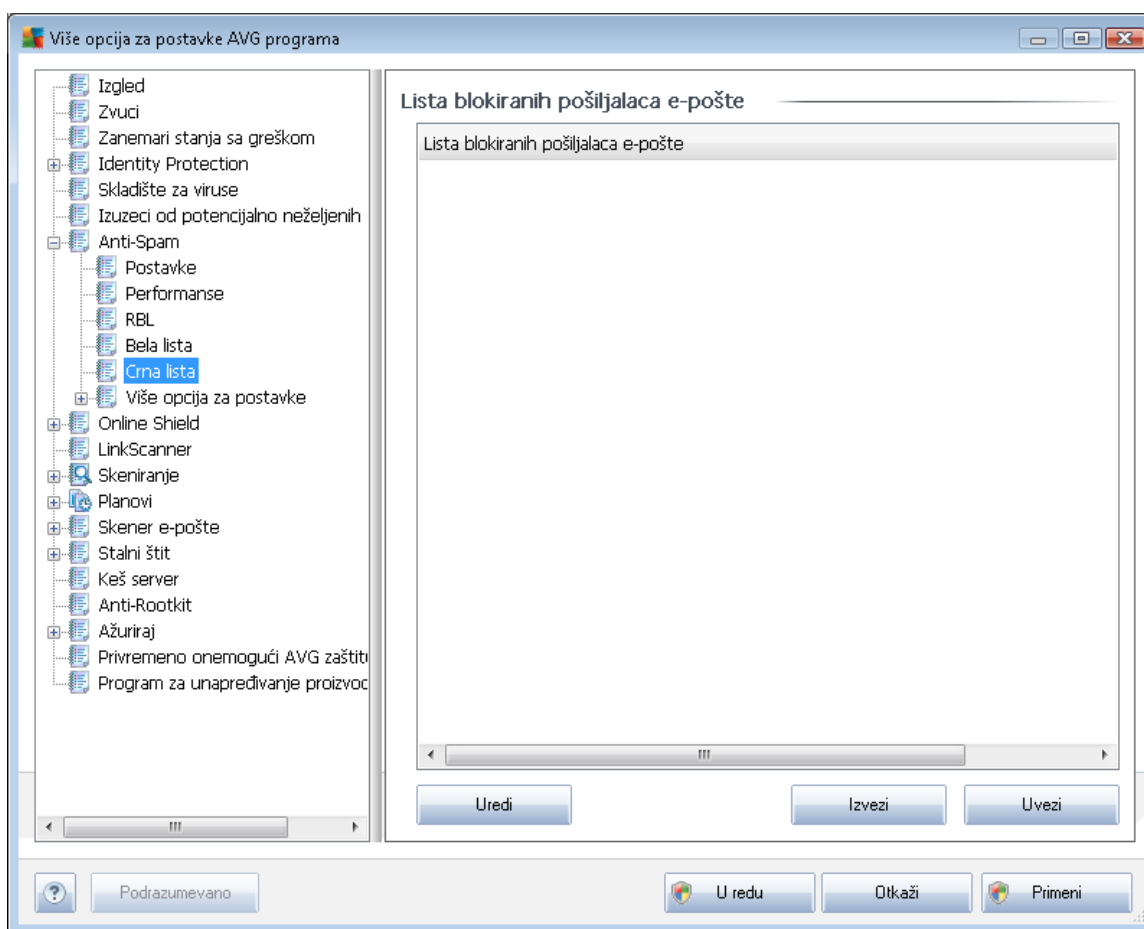 Više opcija za postavke AVG programa
Izgled
Zvuci
Zanemari stanja sa greškom
Identity Protection
Skladište za viruse
Izuzeci od potencijalno neželjenih
Anti-Spam
Postavke
Performanse
RBL
Bela lista
Crna lista
Više opcija za postavke
Online Shield
LinkScanner
Skeniranje
Planovi
Skener e-pošte
Stalni štit
Keš server
Anti-Rootkit
Ažuriraj
Privremeno onemogući AVG zaštitu
Program za unapređivanje proizvod
Lista blokiranih pošiljalaca e-pošte
Lista blokiranih pošiljalaca e-pošte
Uredi
Izvezi
Uvezi
?
Podrazumevano
U redu
Otkaži
Primeni